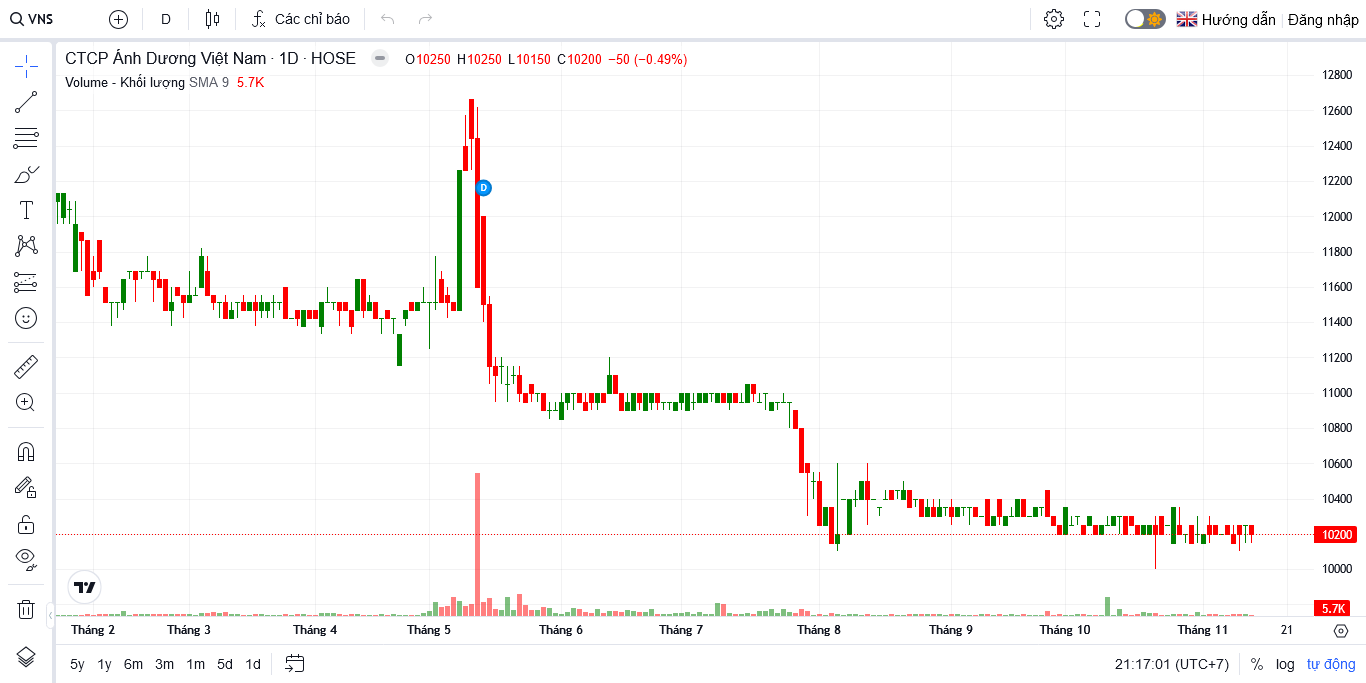 VNS D Các chỉ báo Hướng dẫn Đăng nhập
CTCP Ánh Dương Việt Nam · 1D · HOSE O10250 H10250 L10150 C10200 −50 (−0.49%)
Volume - Khối lượng SMA 9 5.7K
12800
12600
12400
12200
12000
11800
11600
11400
11200
11000
10800
10600
10400
10200
10000
5.7K
D
Tháng 2 Tháng 3 Tháng 4 Tháng 5 Tháng 6 Tháng 7 Tháng 8 Tháng 9 Tháng 10 Tháng 11 21
5y 1y 6m 3m 1m 5d 1d 21:17:01 (UTC+7) % log tự động